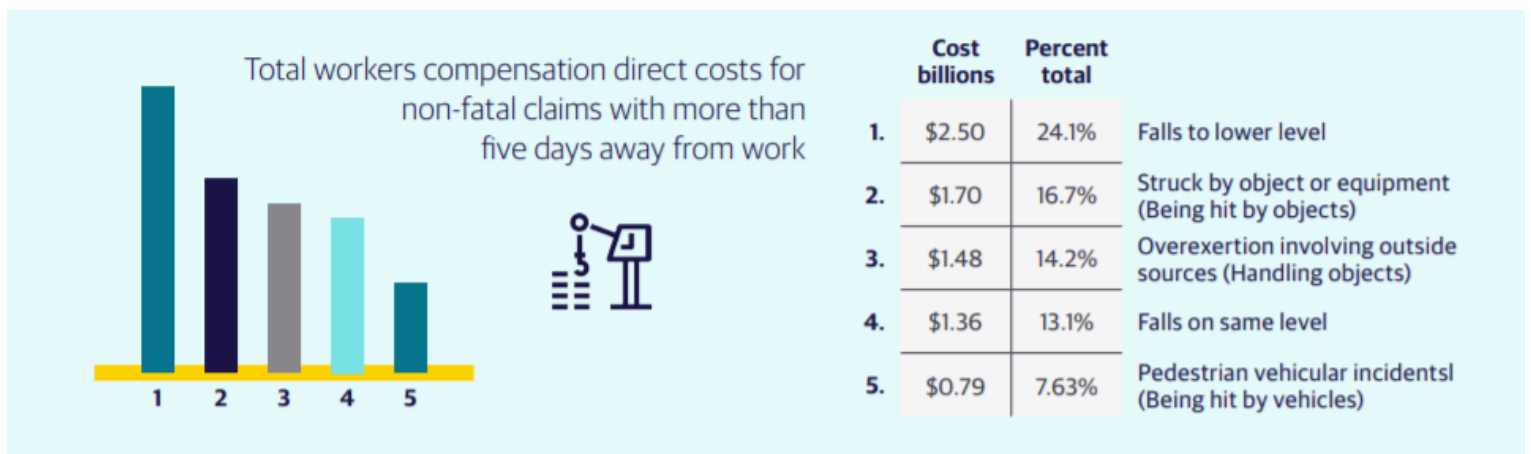 Total workers compensation direct costs for
non-fatal claims with more than
five days away from work
1 2 3 4 5
Cost billions Percent total
1. $2.50 24.1% Falls to lower level
2. $1.70 16.7% Struck by object or equipment
(Being hit by objects)
3. $1.48 14.2% Overexertion involving outside
sources (Handling objects)
4. $1.36 13.1% Falls on same level
5. $0.79 7.63% Pedestrian vehicular incidentsl
(Being hit by vehicles)